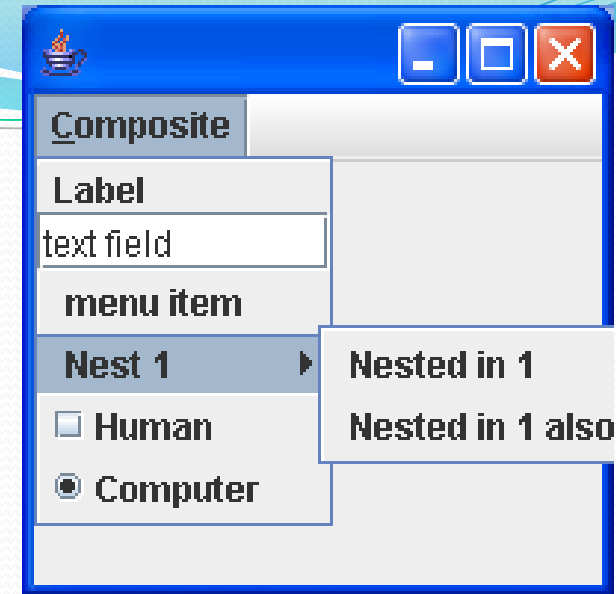 Composite
Label
text field
menu item
Nest 1
Nested in 1
Human
Nested in 1 also
Computer